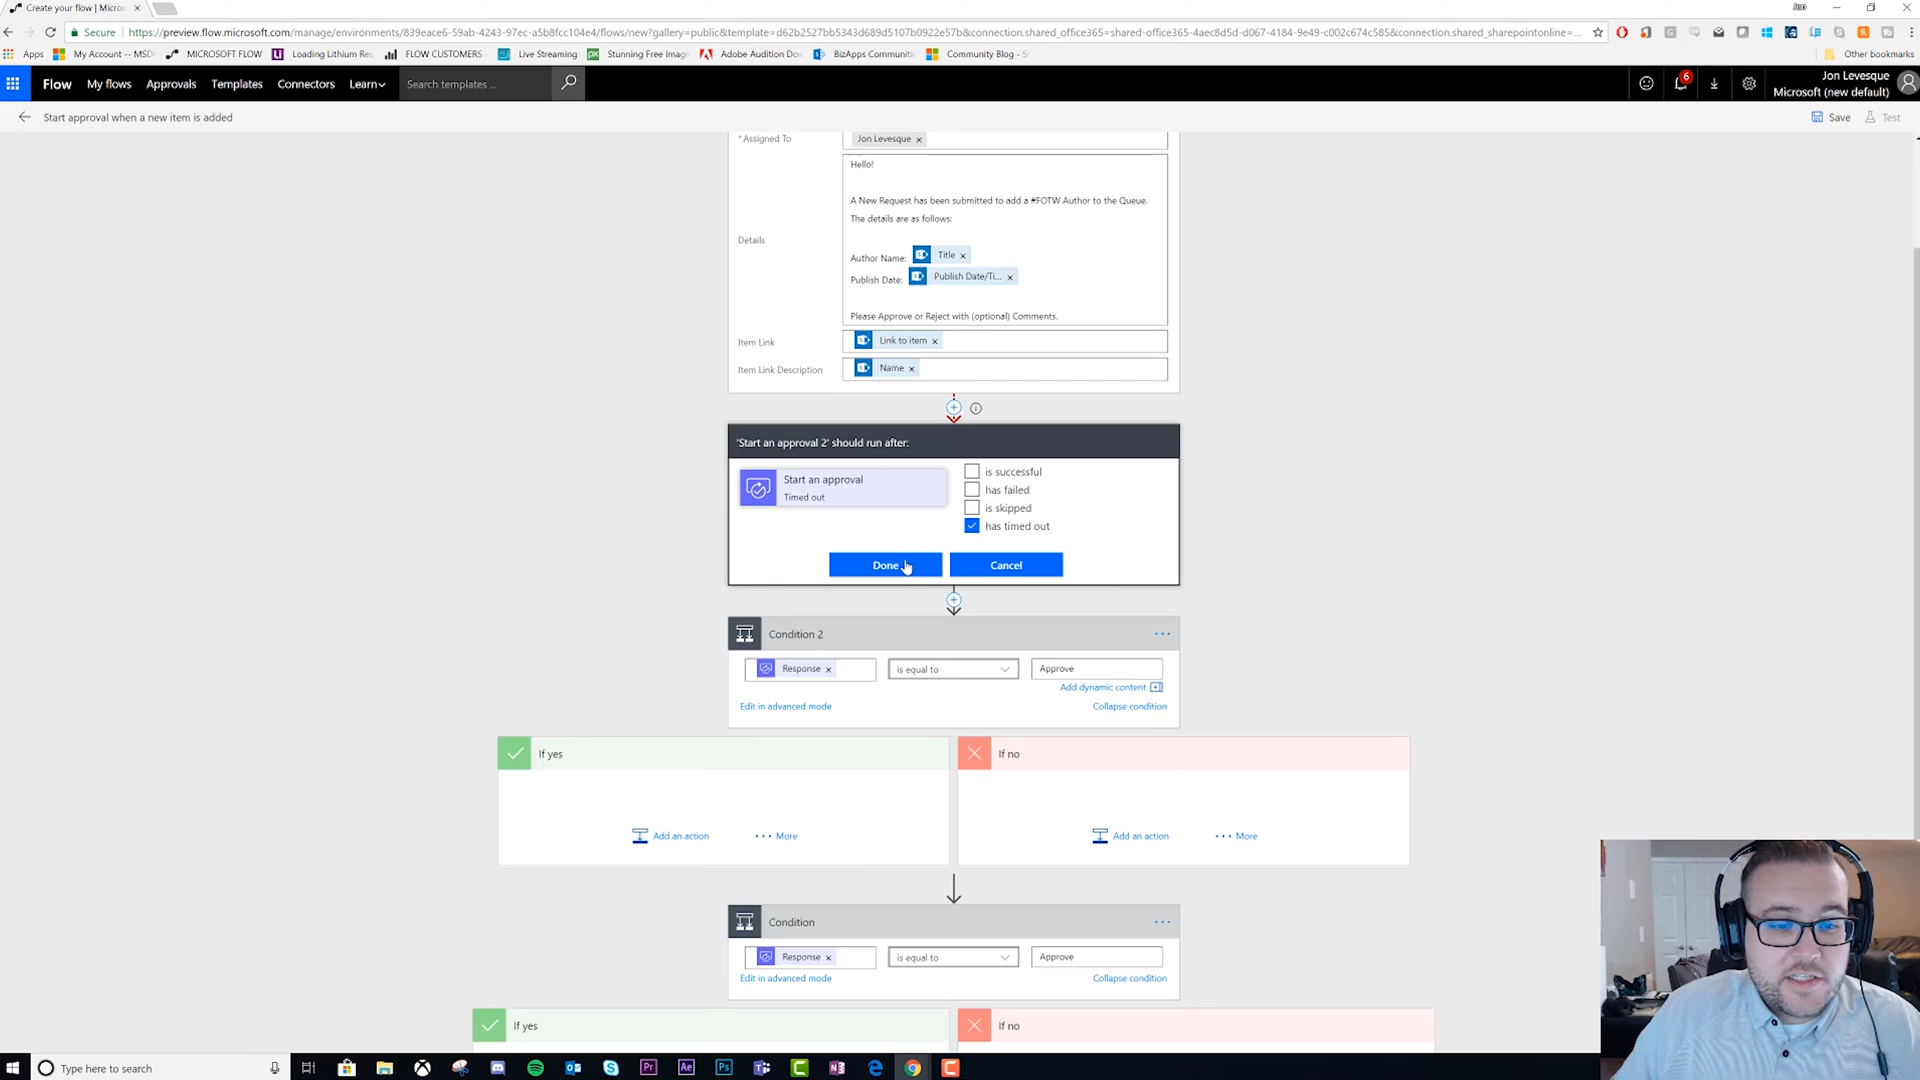 Create your flow | Micros
Jon
Secure
https://preview.flow.microsoft.com/manage/environments/839eace6-59ab-4243-97ec-a5b8fcc104e4/flows/new?gallery=public&template=d62b2527bb5343d689d5107b0922e57b&connection.shared_office365=shared-office365-4aec8d5d-d067-4184-9e49-c002c674c585&connection.shared_sharepointonline=...
Apps
My Account -- MSD
MICROSOFT FLOW
Loading Lithium Res
FLOW CUSTOMERS
Live Streaming
Stunning Free Image
Adobe Audition Do
BizApps Communiti
Community Blog - S
Other bookmarks
Flow
My flows
Approvals
Templates
Connectors
Learn
Search templates ...
6
Jon Levesque
Microsoft (new default)
Start approval when a new item is added
Save
Test
*Assigned To
Jon Levesque ×
Hello!
A New Request has been submitted to add a #FOTW Author to the Queue.
The details are as follows:
Details
Author Name: Title ×
Publish Date: Publish Date/Ti... ×
Please Approve or Reject with (optional) Comments.
Item Link
Link to item ×
Item Link Description
Name ×
'Start an approval 2' should run after:
Start an approval
Timed out
is successful
has failed
is skipped
has timed out
Done
Cancel
Condition 2
Response ×
is equal to
Approve
Add dynamic content
Edit in advanced mode
Collapse condition
If yes
If no
Add an action
More
Add an action
More
Condition
Response ×
is equal to
Approve
Edit in advanced mode
Collapse condition
If yes
If no
Type here to search